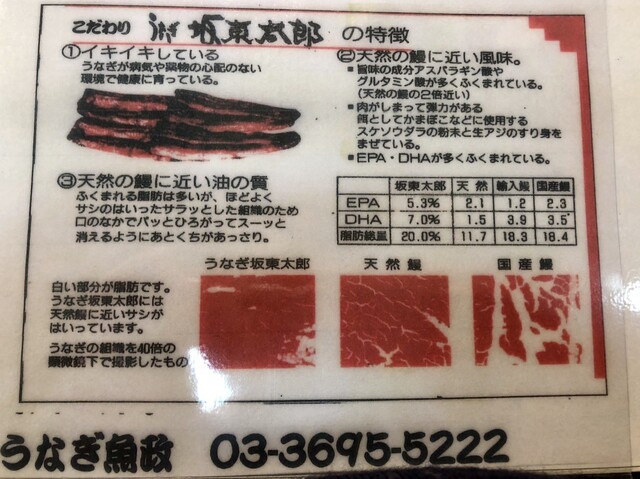 こだわり うなぎ 坂東太郎 の特徴
①イキイキしている
うなぎが病気や薬物の心配のない
環境で健康に育っている。
②天然の鰻に近い風味。
■旨味の成分アスパラギン酸や
グルタミン酸が多くふくまれている。
(天然の鰻の2倍近い)
■肉がしまって弾力がある
餌としてかまぼこなどに使用する
スケソウダラの粉末と生アジのすり身を
まぜている。
■EPA・DHAが多くふくまれている。
③天然の鰻に近い油の質
ふくまれる脂肪は多いが、ほどよく
サシのはいったサラッとした組織のため
口のなかでパッとひろがってスーッと
消えるようにあとくちがあっさり。
坂東太郎 天然 輸入鰻 国産鰻
EPA 5.3% 2.1 1.2 2.3
DHA 7.0% 1.5 3.9 3.5
脂肪総量 20.0% 11.7 18.3 18.4
うなぎ坂東太郎 天然鰻 国産鰻
白い部分が脂肪です。
うなぎ坂東太郎には
天然鰻に近いサシが
はいっています。
うなぎの組織を40倍の
顕微鏡下で撮影したもの
うなぎ魚政 03-3695-5222